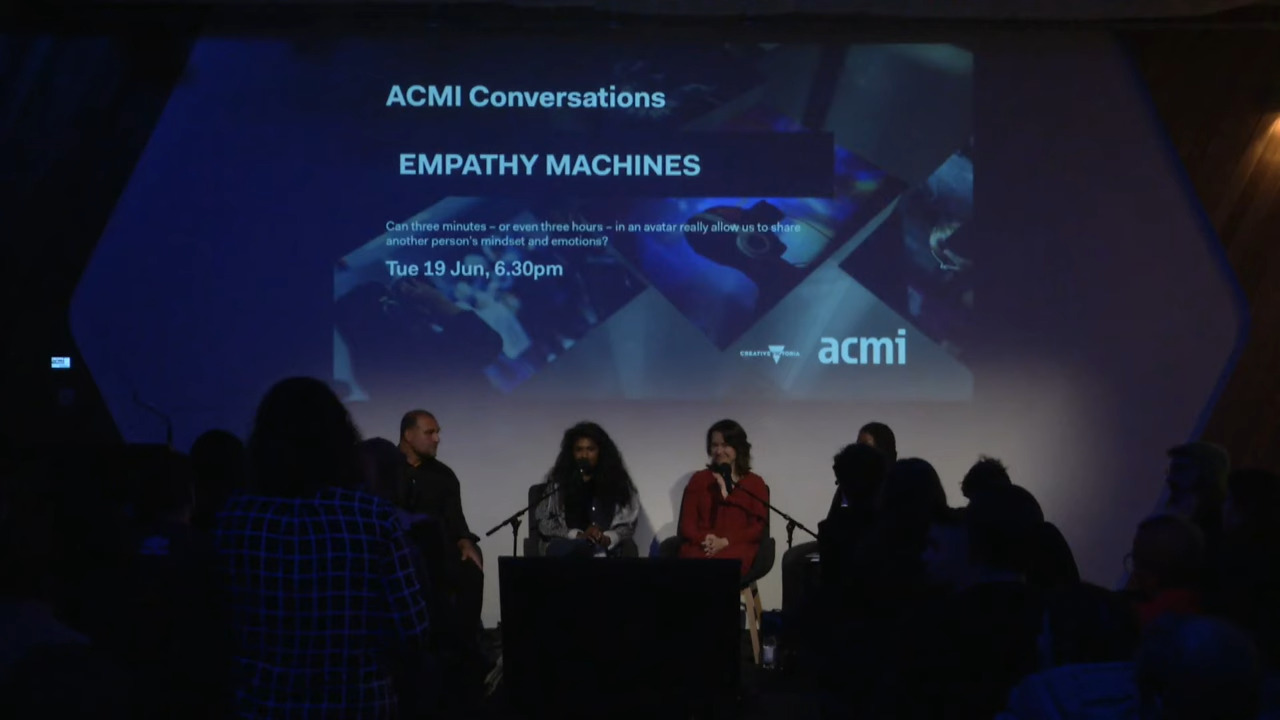 ACMI Conversations
EMPATHY MACHINES
Can three minutes – or even three hours – in an avatar really allow us to share
another person's mindset and emotions?
Tue 19 Jun, 6.30pm
CREATIVE VICTORIA
acmi